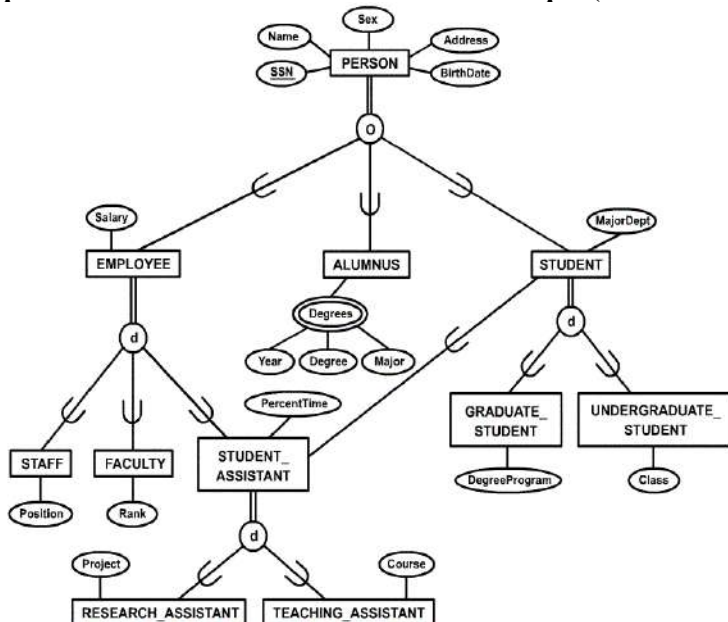 Sex
Name
Address
PERSON
SSN
BirthDate
O
Salary
MajorDept
EMPLOYEE
ALUMNUS
STUDENT
Degrees
d
d
Year
Degree
Major
PercentTime
GRADUATE_
STUDENT
UNDERGRADUATE_
STUDENT
STAFF
FACULTY
STUDENT_
ASSISTANT
DegreeProgram
Class
Position
Rank
d
Project
Course
RESEARCH_ASSISTANT
TEACHING_ASSISTANT